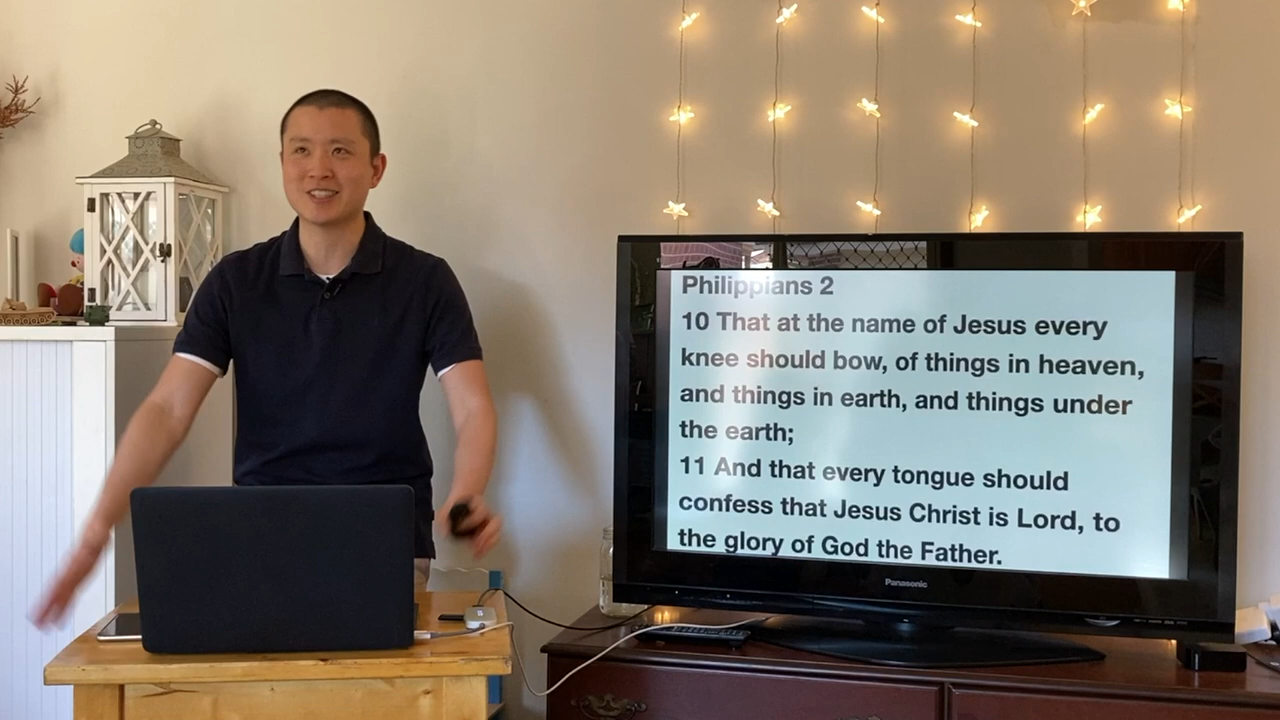 Philippians 2
10 That at the name of Jesus every
knee should bow, of things in heaven,
and things in earth, and things under
the earth;
11 And that every tongue should
confess that Jesus Christ is Lord, to
the glory of God the Father.
Panasonic